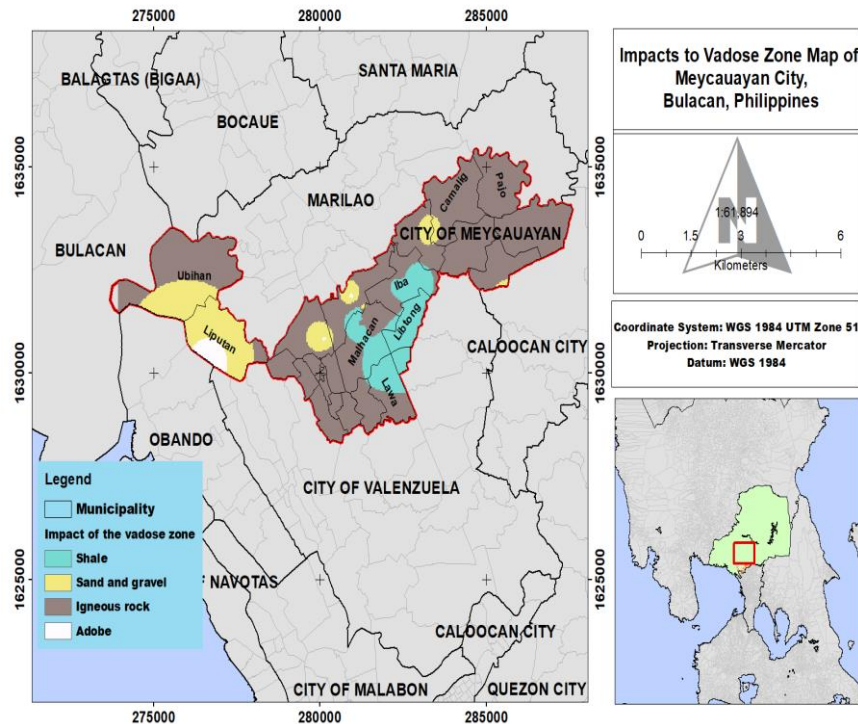 275000 280000 285000
BALAGTAS (BIGAA)
SANTA MARIA
BOCAUE
MARILAO
BULACAN
Camalig
Pajo
CITY OF MEYCAUAYAN
Ubihan
Liputan
Iba
Libtong
Malhacan
Lawa
CALOOCAN CITY
OBANDO
CITY OF VALENZUELA
OF NAVOTAS
CALOOCAN CITY
CITY OF MALABON
QUEZON CITY
1635000
1630000
1625000
1635000
1630000
1625000
275000 280000 285000
Legend
Municipality
Impact of the vadose zone
Shale
Sand and gravel
Igneous rock
Adobe
Impacts to Vadose Zone Map of
Meycauayan City,
Bulacan, Philippines
N
1:61,894
0 1.5 3 6
Kilometers
Coordinate System: WGS 1984 UTM Zone 51
Projection: Transverse Mercator
Datum: WGS 1984